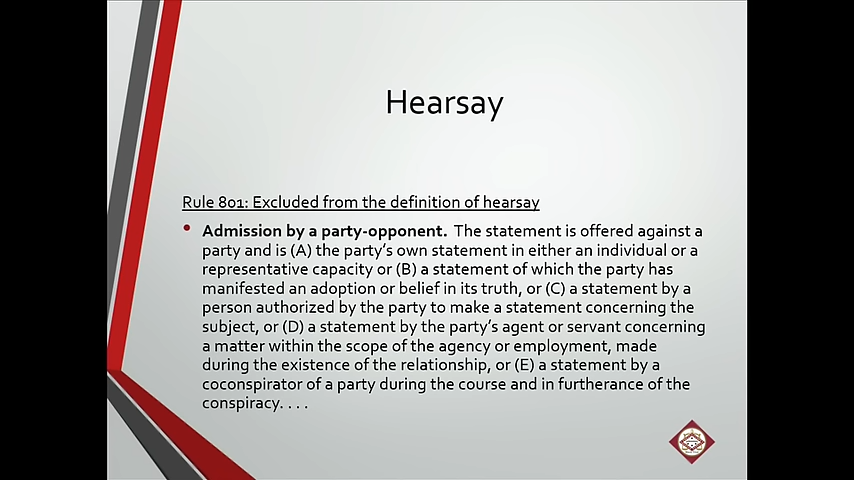 Hearsay
Rule 801: Excluded from the definition of hearsay
• Admission by a party-opponent. The statement is offered against a
party and is (A) the party's own statement in either an individual or a
representative capacity or (B) a statement of which the party has
manifested an adoption or belief in its truth, or (C) a statement by a
person authorized by the party to make a statement concerning the
subject, or (D) a statement by the party's agent or servant concerning
a matter within the scope of the agency or employment, made
during the existence of the relationship, or (E) a statement by a
coconspirator of a party during the course and in furtherance of the
conspiracy. . . .